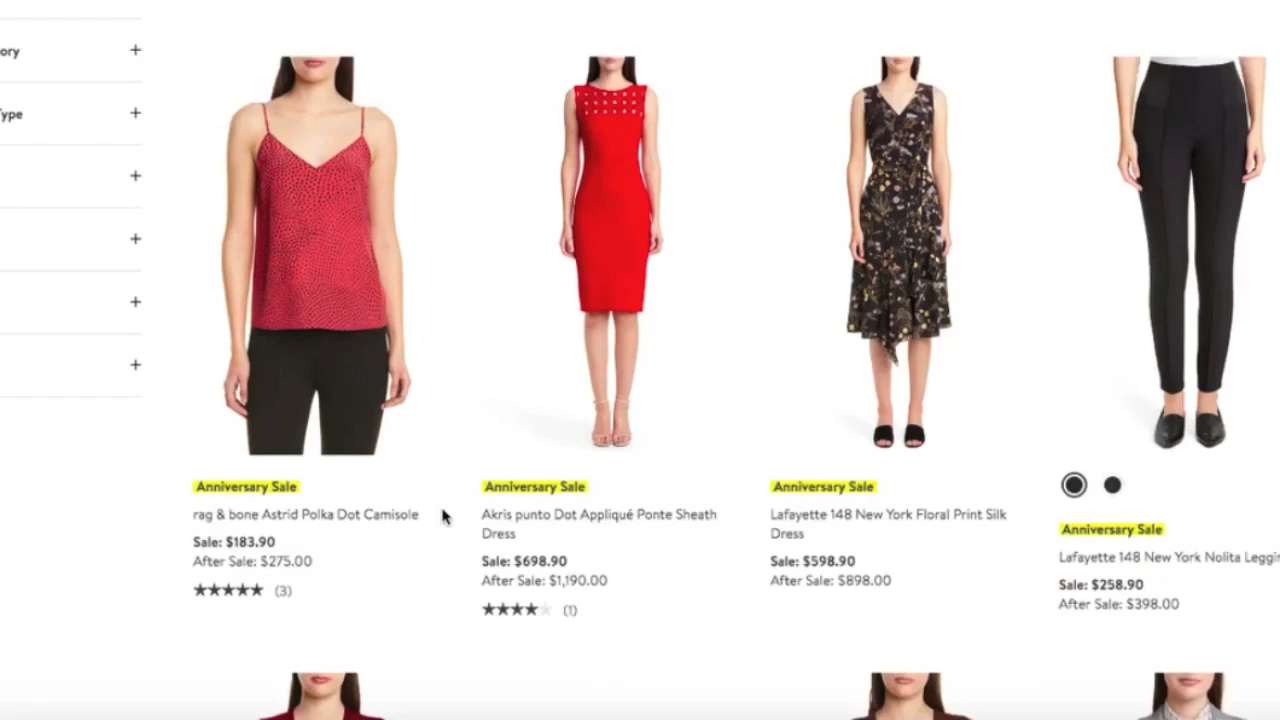 ory
Type
Anniversary Sale
rag & bone Astrid Polka Dot Camisole
Sale: $183.90
After Sale: $275.00
★★★★★ (3)
Anniversary Sale
Akris punto Dot Appliqué Ponte Sheath
Dress
Sale: $698.90
After Sale: $1,190.00
★★★★★ (1)
Anniversary Sale
Lafayette 148 New York Floral Print Silk
Dress
Sale: $598.90
After Sale: $898.00
Anniversary Sale
Lafayette 148 New York Nolita Leggin
Sale: $258.90
After Sale: $398.00